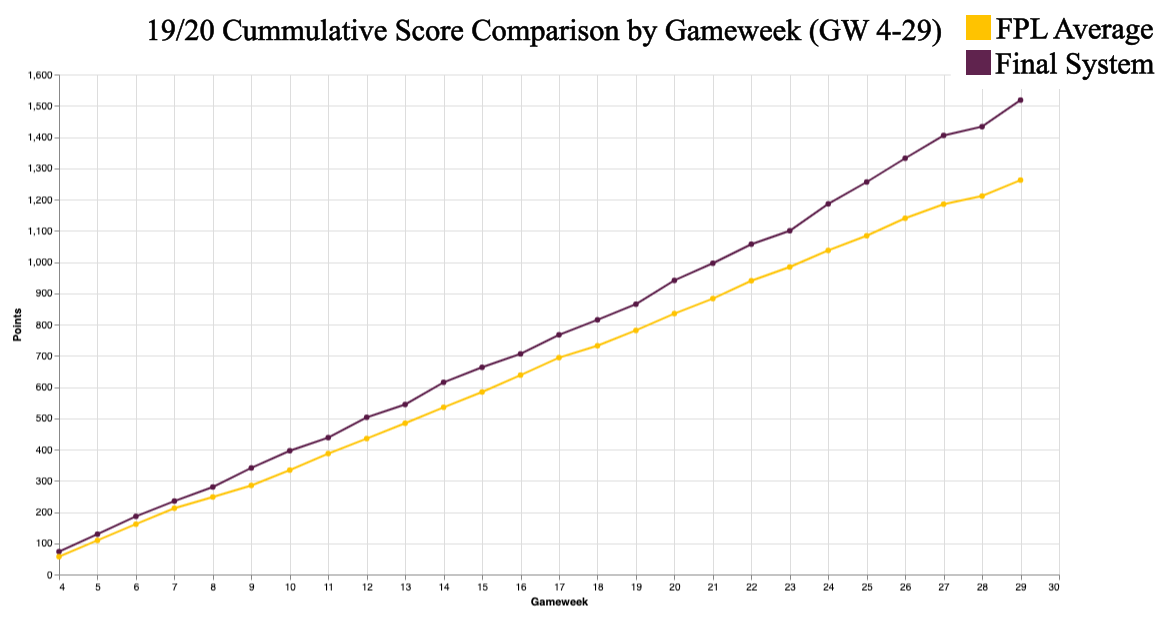 19/20 Cummulative Score Comparison by Gameweek (GW 4-29)
FPL Average
Final System
1,600
1,500
1,400
1,300
1,200
1,100
1,000
900
800
700
600
500
400
300
200
100
0
Points
4 5 6 7 8 9 10 11 12 13 14 15 16 17 18 19 20 21 22 23 24 25 26 27 28 29 30
Gameweek